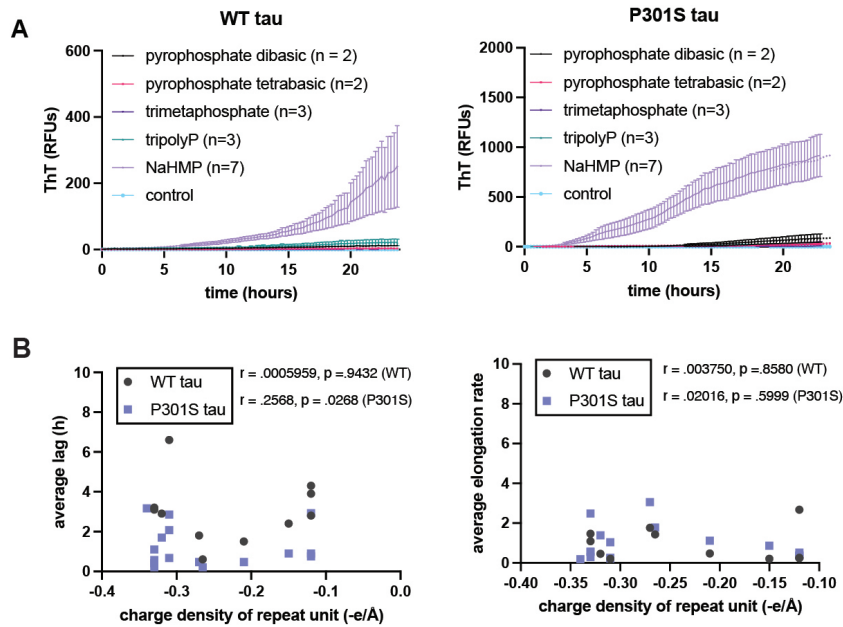 A
WT tau
600
400
200
0
ThT (RFUs)
pyrophosphate dibasic (n = 2)
pyrophosphate tetrabasic (n=2)
trimetaphosphate (n=3)
tripolyP (n=3)
NaHMP (n=7)
control
0 5 10 15 20
time (hours)
P301S tau
2000
1500
1000
500
0
ThT (RFUs)
pyrophosphate dibasic (n = 2)
pyrophosphate tetrabasic (n=2)
trimetaphosphate (n=3)
tripolyP (n=3)
NaHMP (n=7)
control
0 5 10 15 20
time (hours)
B
10
8
6
4
2
0
average lag (h)
WT tau
P301S tau
r = .0005959, p =.9432 (WT)
r = .2568, p = .0268 (P301S)
-0.4 -0.3 -0.2 -0.1 0.0
charge density of repeat unit (-e/Å)
10
8
6
4
2
0
average elongation rate
WT tau
P301S tau
r = .003750, p =.8580 (WT)
r = .02016, p = .5999 (P301S)
-0.40 -0.35 -0.30 -0.25 -0.20 -0.15 -0.10
charge density of repeat unit (-e/Å)